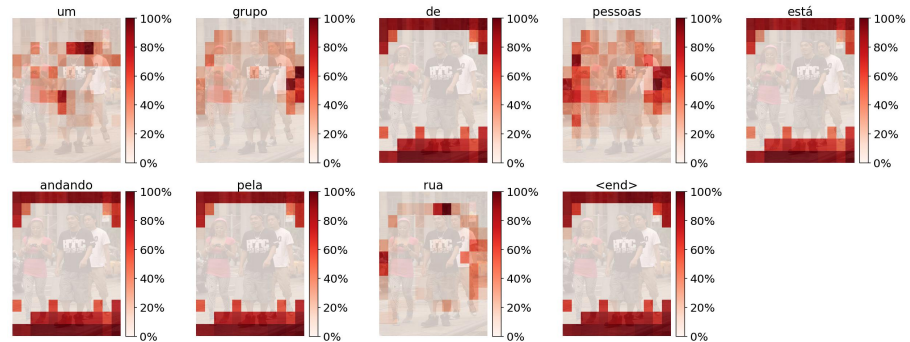 um grupo de pessoas está
100% 100% 100% 100% 100%
80% 80% 80% 80% 80%
60% 60% 60% 60% 60%
40% 40% 40% 40% 40%
20% 20% 20% 20% 20%
0% 0% 0% 0% 0%
andando pela rua <end>
100% 100% 100% 100%
80% 80% 80% 80%
60% 60% 60% 60%
40% 40% 40% 40%
20% 20% 20% 20%
0% 0% 0% 0%